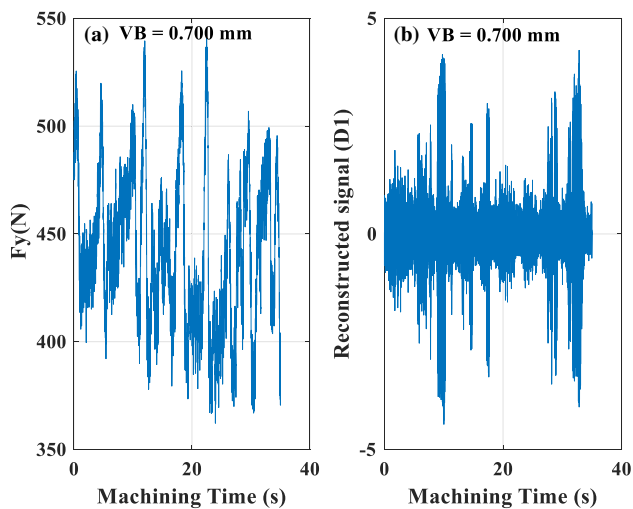 (a) VB = 0.700 mm
550
500
450
400
350
Fy(N)
0 20 40
Machining Time (s)
(b) VB = 0.700 mm
5
0
-5
Reconstructed signal (D1)
0 20 40
Machining Time (s)